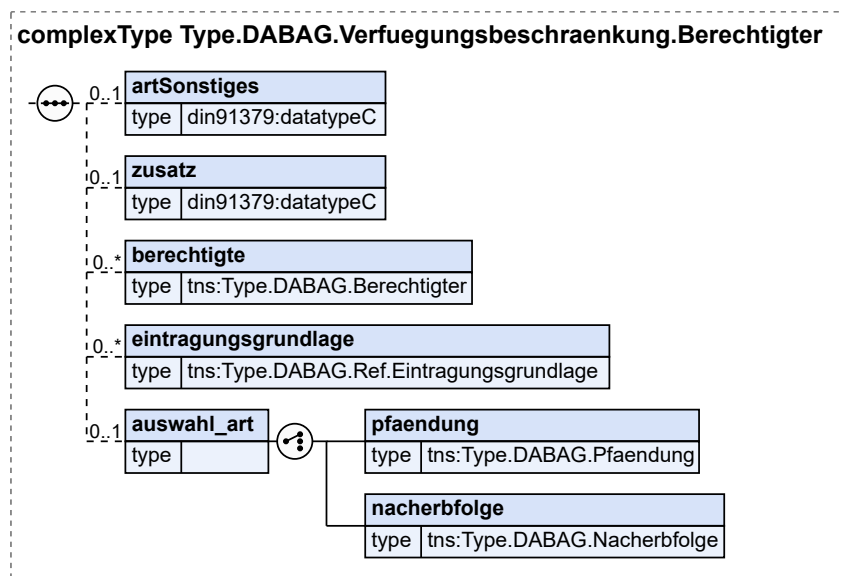 complexType Type.DABAG.Verfuegungsbeschraenkung.Berechtigter
0..1 artSonstiges
type din91379:datatypeC
0..1 zusatz
type din91379:datatypeC
0..* berechtigte
type tns:Type.DABAG.Berechtigter
0..* eintragungsgrundlage
type tns:Type.DABAG.Ref.Eintragungsgrundlage
0..1 auswahl_art
type
pfaendung
type tns:Type.DABAG.Pfaendung
nacherbfolge
type tns:Type.DABAG.Nacherbfolge